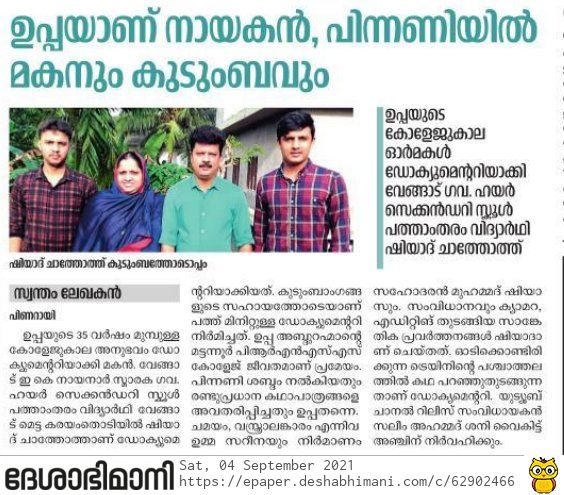 ഉപ്പയാണ് നായകൻ, പിന്നണിയിൽ
മകനും കുടുംബവും
ഉപ്പയുടെ
കോളേജുകാല
ഓർമകൾ
ഡോക്യുമെന്ററിയാക്കി
വേങ്ങാട് ഗവ. ഹയർ
സെക്കൻഡറി സ്കൂൾ
പത്താംതരം വിദ്യാർഥി
ഷിയാദ് ചാത്തോത്ത്
ഷിയാദ് ചാത്തോത്ത് കുടുംബത്തോടൊപ്പം
സ്വന്തം ലേഖകൻ
പിണറായി
ഉപ്പയുടെ 35 വർഷം മുമ്പുള്ള
കോളേജുകാല അനുഭവം ഡോ
ക്യുമെന്ററിയാക്കി മകൻ. വേങ്ങാ
ട് ഇ കെ നായനാർ സ്മാരക ഗവ.
ഹയർ സെക്കൻഡറി സ്കൂൾ
പത്താംതരം വിദ്യാർഥി വേങ്ങാ
ട് മെട്ട കരയംതൊടിയിൽ ഷിയാ
ദ് ചാത്തോത്താണ് ഡോക്യുമെ
ന്ററിയാക്കിയത്. കുടുംബാംഗങ്ങ
ളുടെ സഹായത്തോടെയാണ്
പത്ത് മിനിറ്റുള്ള ഡോക്യുമെന്ററി
നിർമിച്ചത്. ഉപ്പ അബ്ദുറഹ്മാന്റെ
മട്ടന്നൂർ പിആർഎൻഎസ്എസ്
കോളേജ് ജീവതമാണ് പ്രമേയം.
പിന്നണി ശബ്ദം നൽകിയതും
രണ്ടുപ്രധാന കഥാപാത്രങ്ങളെ
അവതരിപ്പിച്ചതും ഉപ്പതന്നെ.
ചമയം, വസ്ത്രാലങ്കാരം എന്നിവ
ഉമ്മ സറീനയും നിർമാണം
സഹോദരൻ മുഹമ്മദ് ഷിയാ
സും. സംവിധാനവും ക്യാമറ,
എഡിറ്റിങ് തുടങ്ങിയ സാങ്കേ
തിക പ്രവർത്തനങ്ങൾ ഷിയാദാ
ണ് ചെയ്തത്. ഓടിക്കൊണ്ടിരി
ക്കുന്ന ട്രെയിനിന്റെ പശ്ചാത്തല
ത്തിൽ കഥ പറഞ്ഞുതുടങ്ങുന്ന
താണ് ഡോക്യുമെന്ററി. യൂട്യൂബ്
ചാനൽ റിലീസ് സംവിധായകൻ
സലീം അഹമ്മദ് ശനി വൈകിട്ട്
അഞ്ചിന് നിർവഹിക്കും.
ദേശാഭിമാനി
Sat, 04 September 2021
https://epaper.deshabhimani.com/c/62902466